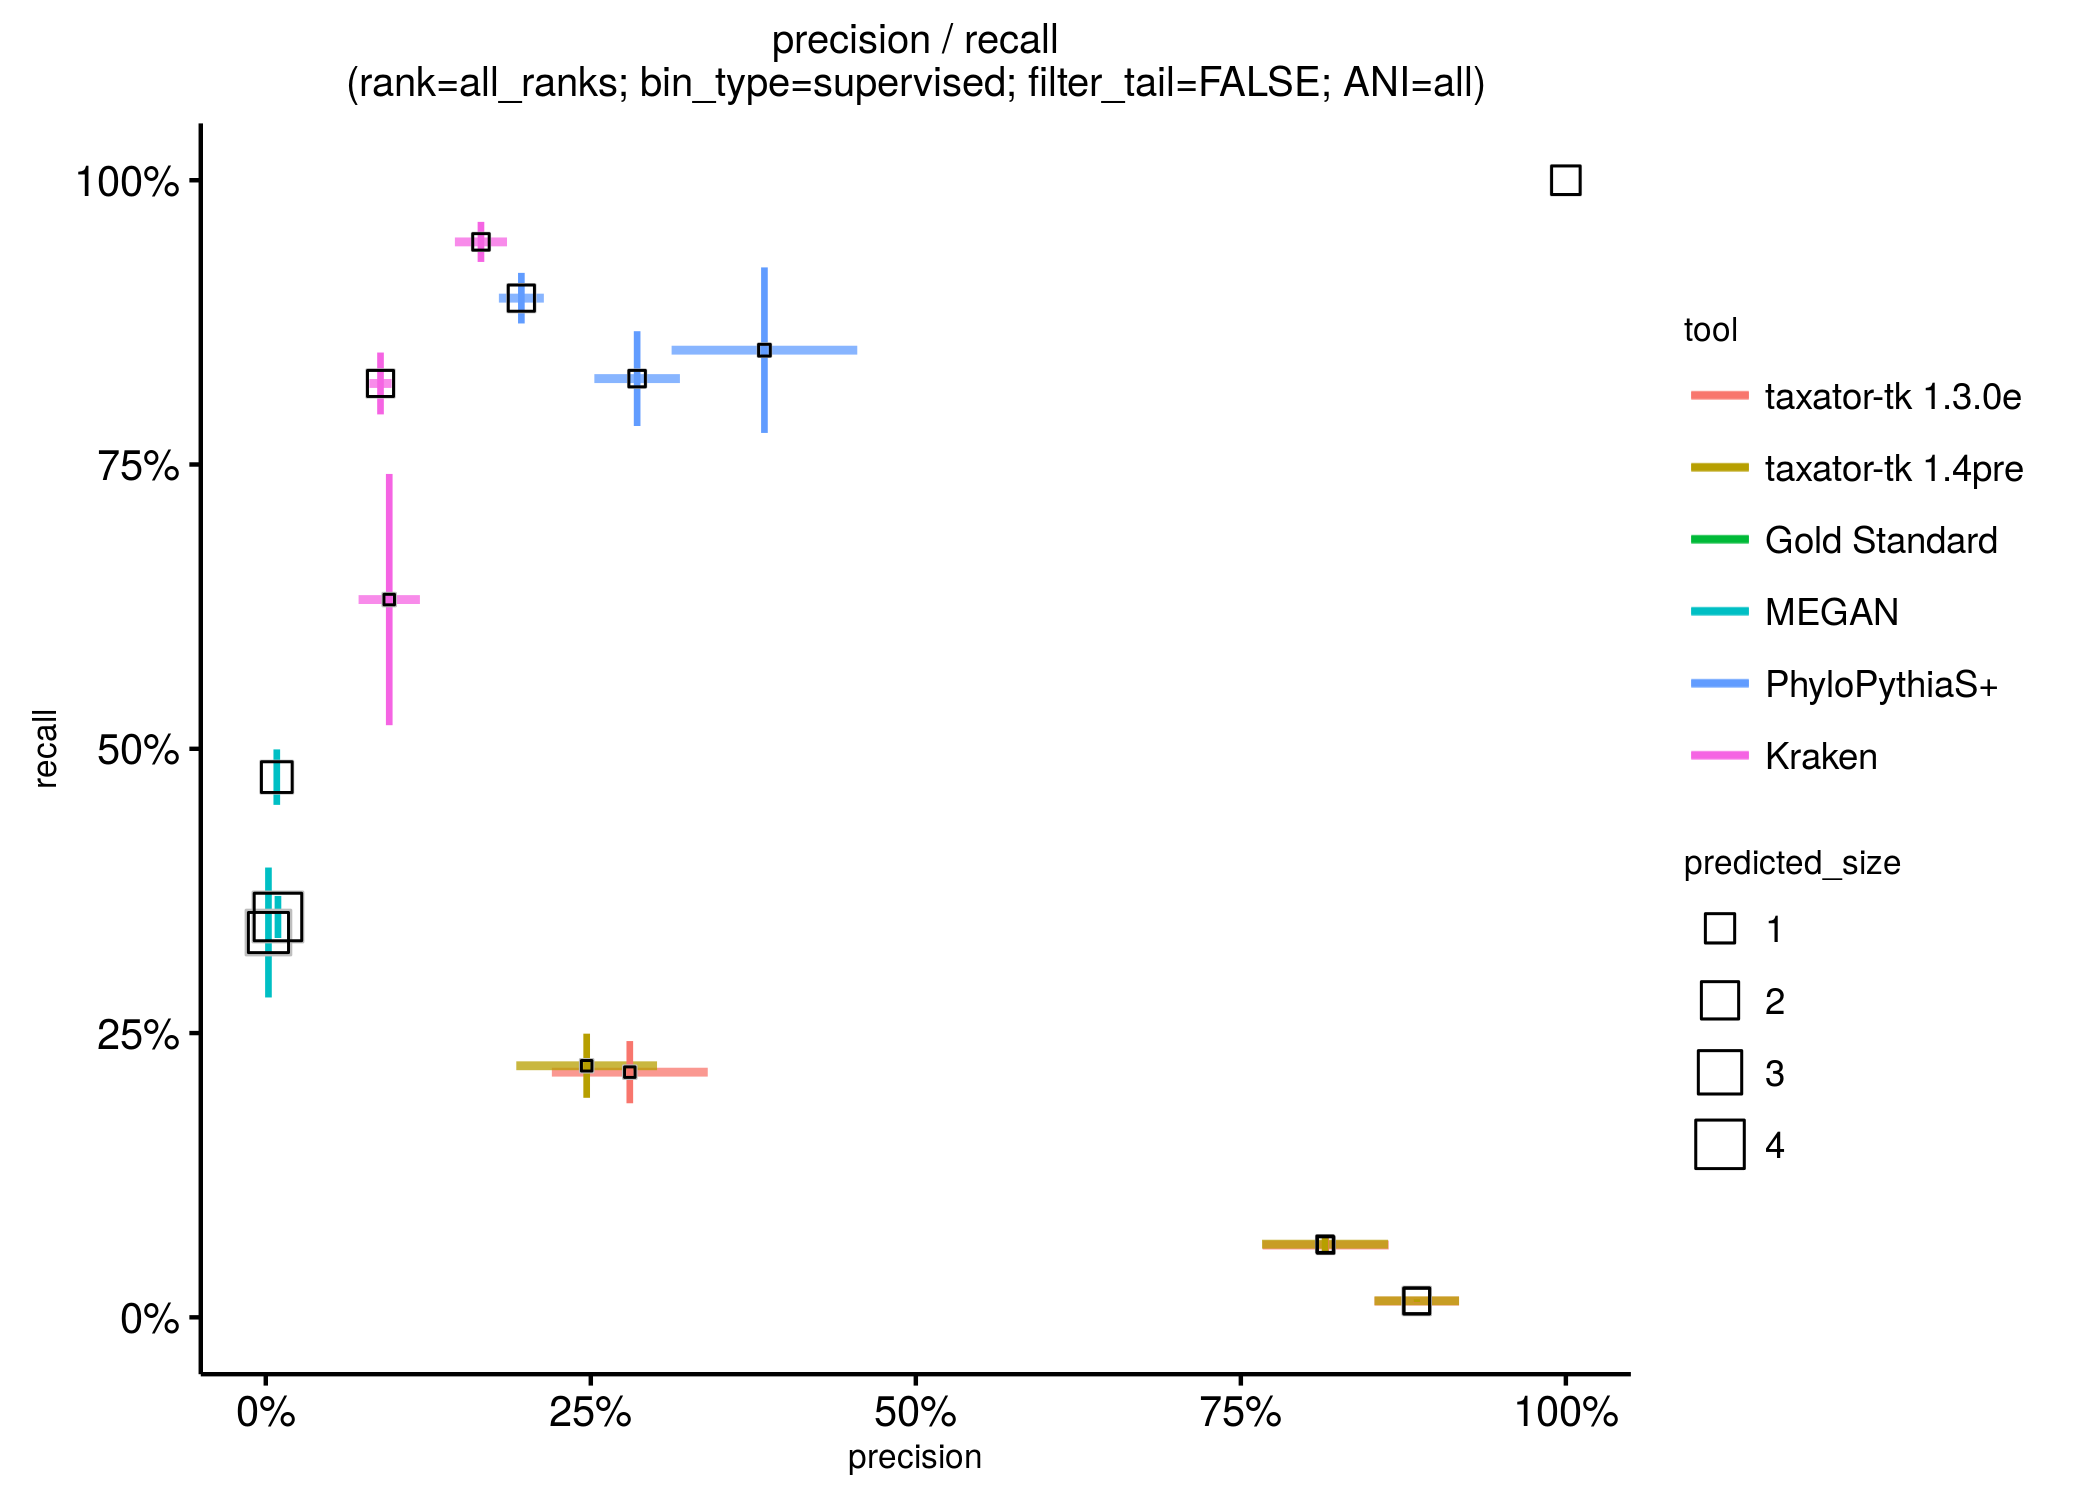 precision / recall
(rank=all_ranks; bin_type=supervised; filter_tail=FALSE; ANI=all)
100%
75%
50%
25%
0%
recall
0%
25%
50%
75%
100%
precision
tool
taxator-tk 1.3.0e
taxator-tk 1.4pre
Gold Standard
MEGAN
PhyloPythiaS+
Kraken
predicted_size
1
2
3
4